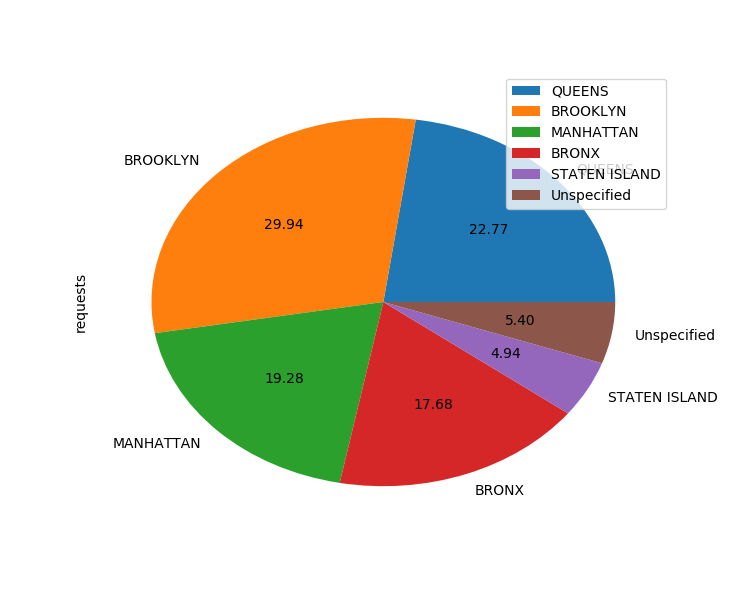 QUEENS
BROOKLYN
MANHATTAN
BRONX
STATEN ISLAND
Unspecified
QUEENS
BROOKLYN
29.94
22.77
requests
5.40
Unspecified
4.94
19.28
17.68
STATEN ISLAND
MANHATTAN
BRONX